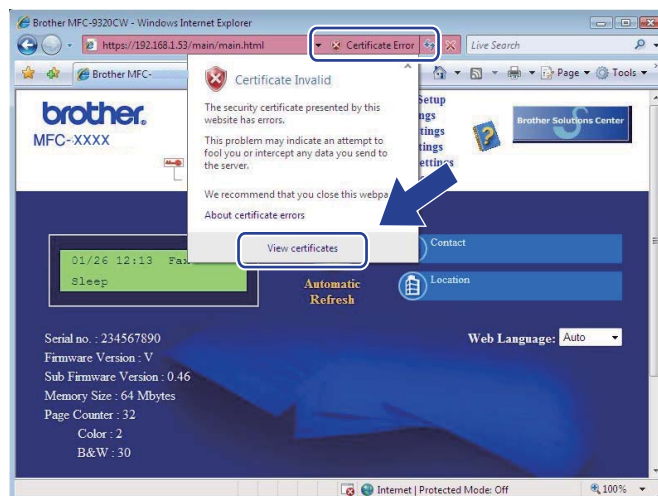 Brother MFC-9320CW - Windows Internet Explorer
https://192.168.1.53/main/main.html
Certificate Error
Live Search
Brother MFC-
Page
Tools
Certificate Invalid
The security certificate presented by this
website has errors.
This problem may indicate an attempt to
fool you or intercept any data you send to
the server.
We recommend that you close this webpa
About certificate errors
View certificates
brother.
MFC-XXXX
Setup
ngs
tings
tings
ettings
Brother Solutions Center
01/26 12:13 Fax
Sleep
Automatic
Refresh
Contact
Location
Serial no. : 234567890
Firmware Version : V
Sub Firmware Version : 0.46
Memory Size : 64 Mbytes
Page Counter : 32
Color : 2
B&W : 30
Web Language: Auto
Internet | Protected Mode: Off
100%